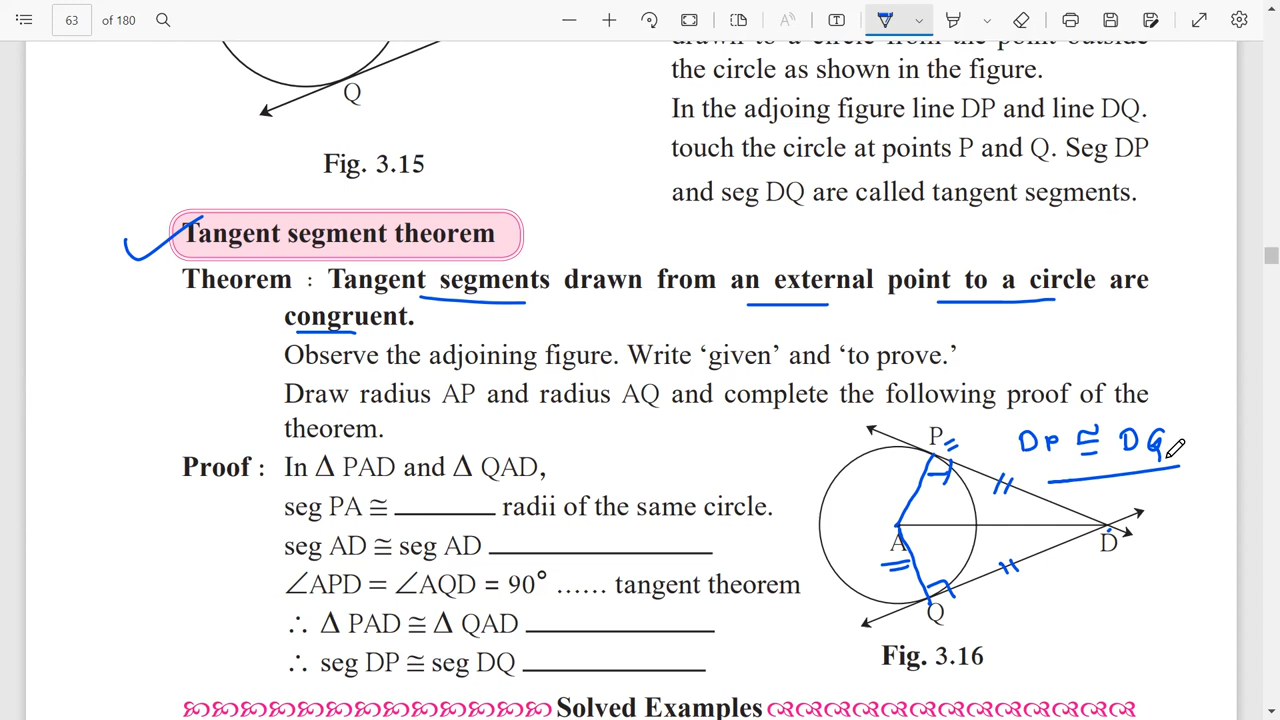 63 of 180
Q
Fig. 3.15
drawn to a circle from the point outside
the circle as shown in the figure.
In the adjoing figure line DP and line DQ.
touch the circle at points P and Q. Seg DP
and seg DQ are called tangent segments.
Tangent segment theorem
Theorem : Tangent segments drawn from an external point to a circle are
congruent.
Observe the adjoining figure. Write ‘given’ and ‘to prove.’
Draw radius AP and radius AQ and complete the following proof of the
theorem.
Proof : In Δ PAD and Δ QAD,
seg PA ≅ ________ radii of the same circle.
seg AD ≅ seg AD ________________
∠APD = ∠AQD = 90° ...... tangent theorem
∴ Δ PAD ≅ Δ QAD ________________
∴ seg DP ≅ seg DQ ________________
P
DP ≅ DQ
A
D
Q
Fig. 3.16
Solved Examples